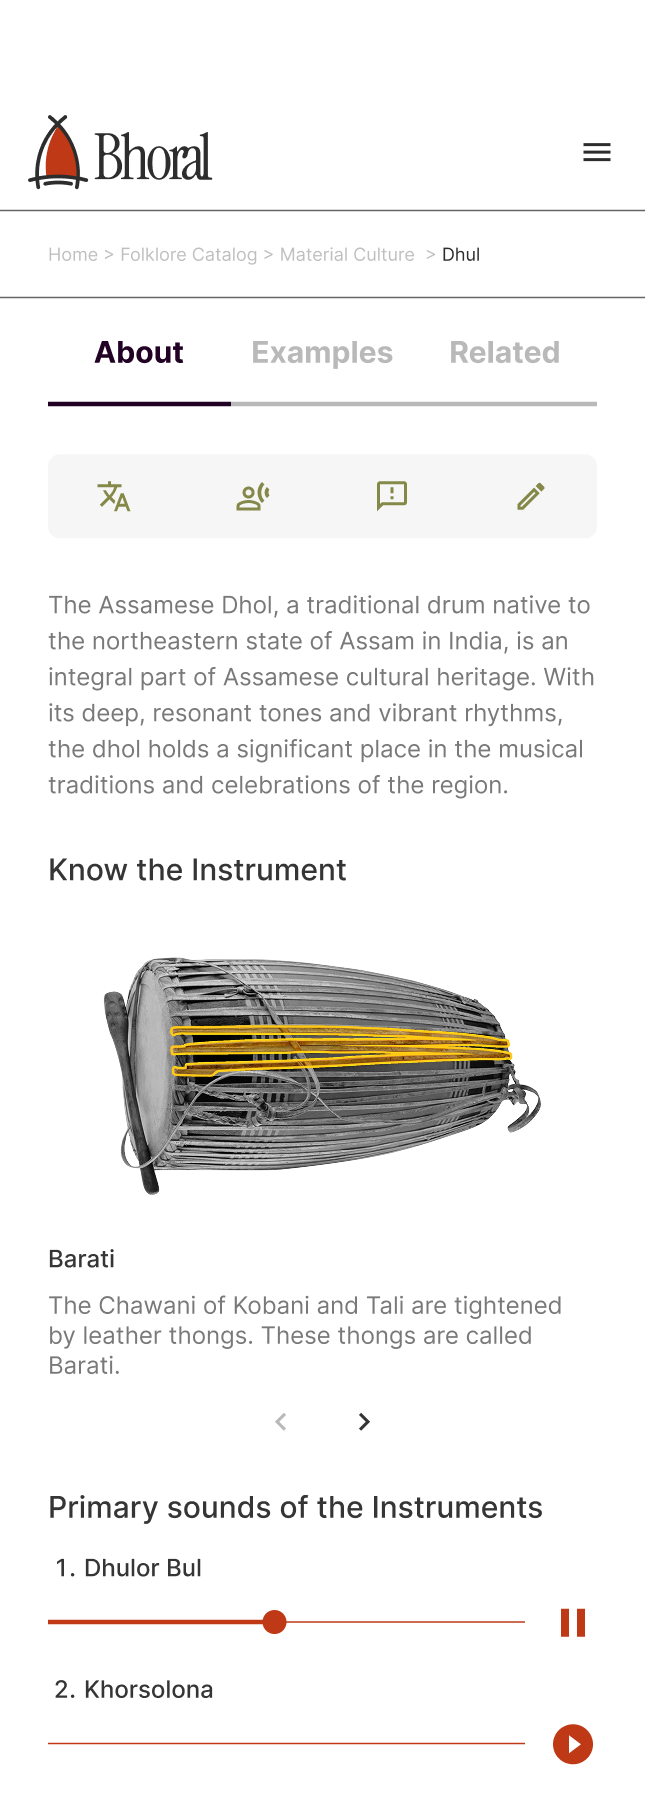 Bhoral
Home > Folklore Catalog > Material Culture > Dhul
About Examples Related
The Assamese Dhol, a traditional drum native to
the northeastern state of Assam in India, is an
integral part of Assamese cultural heritage. With
its deep, resonant tones and vibrant rhythms,
the dhol holds a significant place in the musical
traditions and celebrations of the region.
Know the Instrument
Barati
The Chawani of Kobani and Tali are tightened
by leather thongs. These thongs are called
Barati.
Primary sounds of the Instruments
1. Dhulor Bul
2. Khorsolona